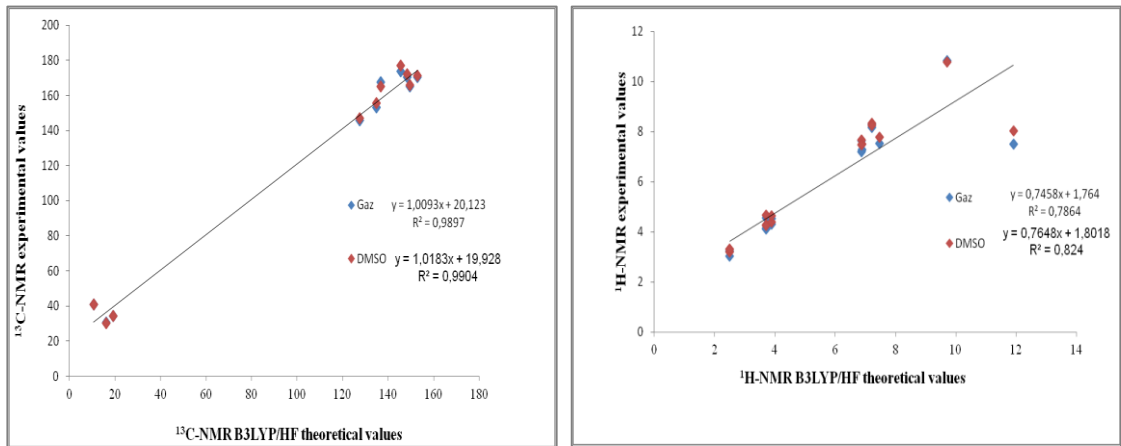 ¹³C-NMR experimental values
200
180
160
140
120
100
80
60
40
20
0
0 20 40 60 80 100 120 140 160 180
Gaz y = 1,0093x + 20,123
R² = 0,9897
DMSO y = 1,0183x + 19,928
R² = 0,9904
¹³C-NMR B3LYP/HF theoretical values
¹H-NMR experimental values
12
10
8
6
4
2
0
0 2 4 6 8 10 12 14
Gaz y = 0,7458x + 1,764
R² = 0,7864
DMSO y = 0,7648x + 1,8018
R² = 0,824
¹H-NMR B3LYP/HF theoretical values